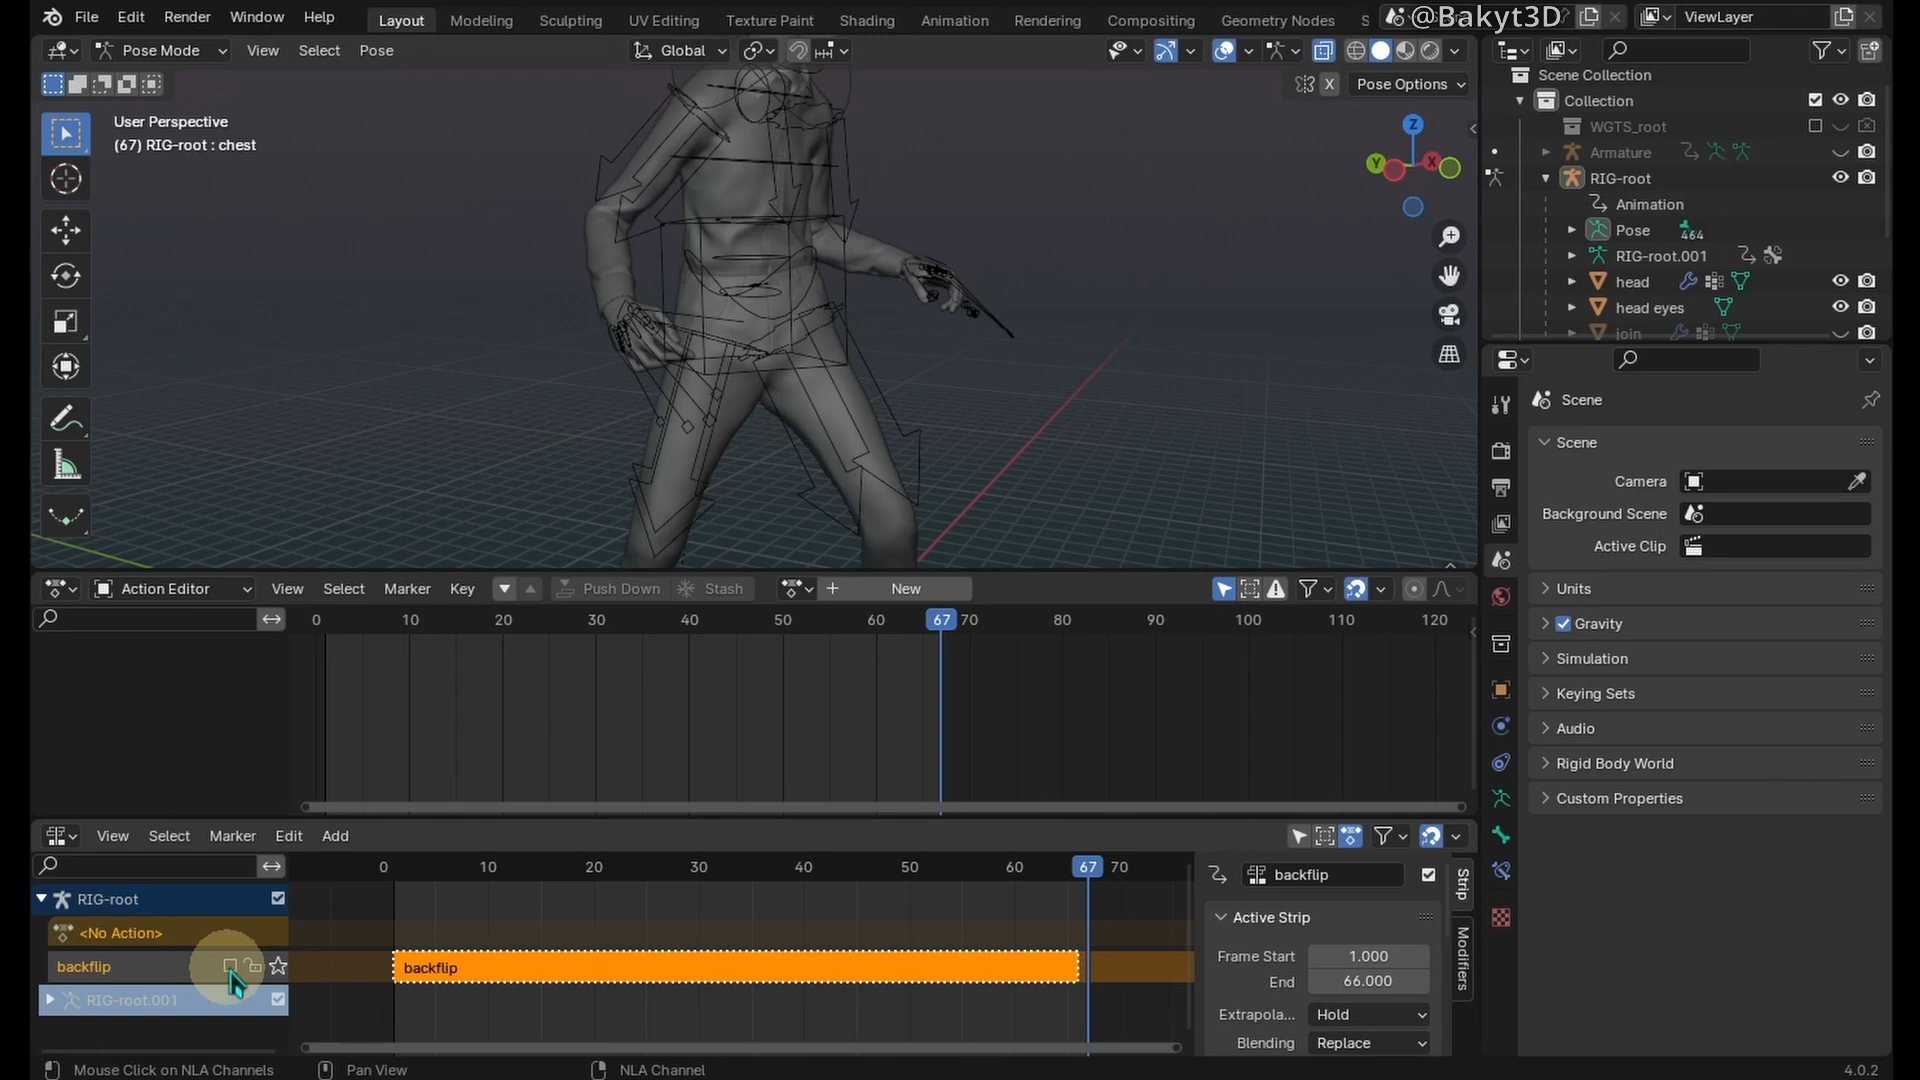 File Edit Render Window Help Layout Modeling Sculpting UV Editing Texture Paint Shading Animation Rendering Compositing Geometry Nodes S @Bakyt3D ViewLayer
Pose Mode View Select Pose Global
X Pose Options
User Perspective
(67) RIG-root : chest
Z
Y
X
Scene Collection
Collection
WGTS_root
Armature
RIG-root
Animation
Pose 464
RIG-root.001
head
head eyes
join
Scene
Scene
Camera
Background Scene
Active Clip
Units
Gravity
Simulation
Keying Sets
Audio
Rigid Body World
Custom Properties
Action Editor View Select Marker Key Push Down Stash New
0 10 20 30 40 50 60 67 70 80 90 100 110 120
View Select Marker Edit Add
0 10 20 30 40 50 60 67 70
RIG-root
<No Action>
backflip
RIG-root.001
backflip
backflip
Active Strip
Frame Start 1.000
End 66.000
Extrapola... Hold
Blending Replace
Strip
Modifiers
Mouse Click on NLA Channels Pan View NLA Channel 4.0.2